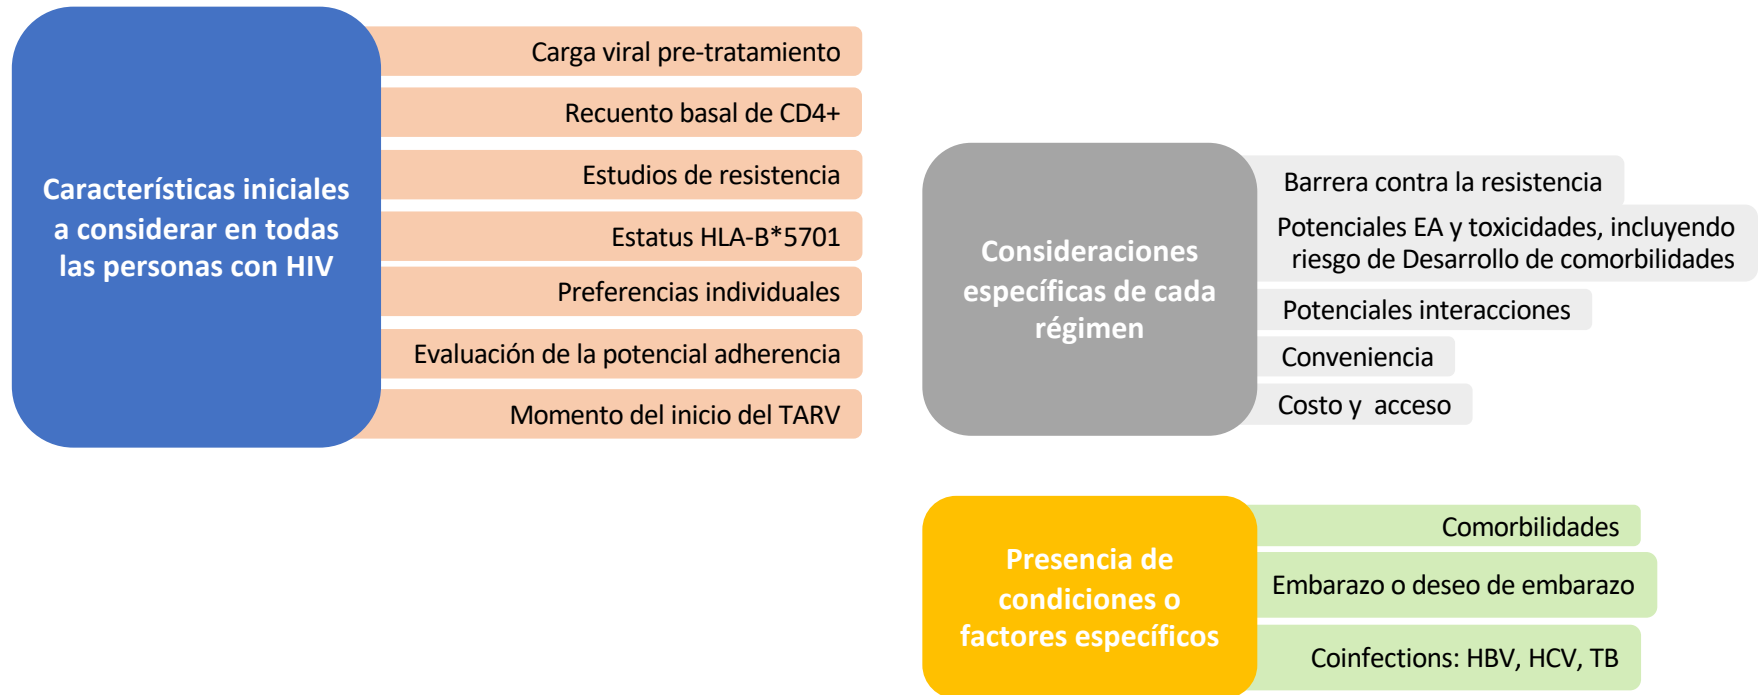 Características iniciales
a considerar en todas
las personas con HIV
Carga viral pre-tratamiento
Recuento basal de CD4+
Estudios de resistencia
Estatus HLA-B*5701
Preferencias individuales
Evaluación de la potencial adherencia
Momento del inicio del TARV
Consideraciones
específicas de cada
régimen
Barrera contra la resistencia
Potenciales EA y toxicidades, incluyendo
riesgo de Desarrollo de comorbilidades
Potenciales interacciones
Conveniencia
Costo y acceso
Presencia de
condiciones o
factores específicos
Comorbilidades
Embarazo o deseo de embarazo
Coinfections: HBV, HCV, TB